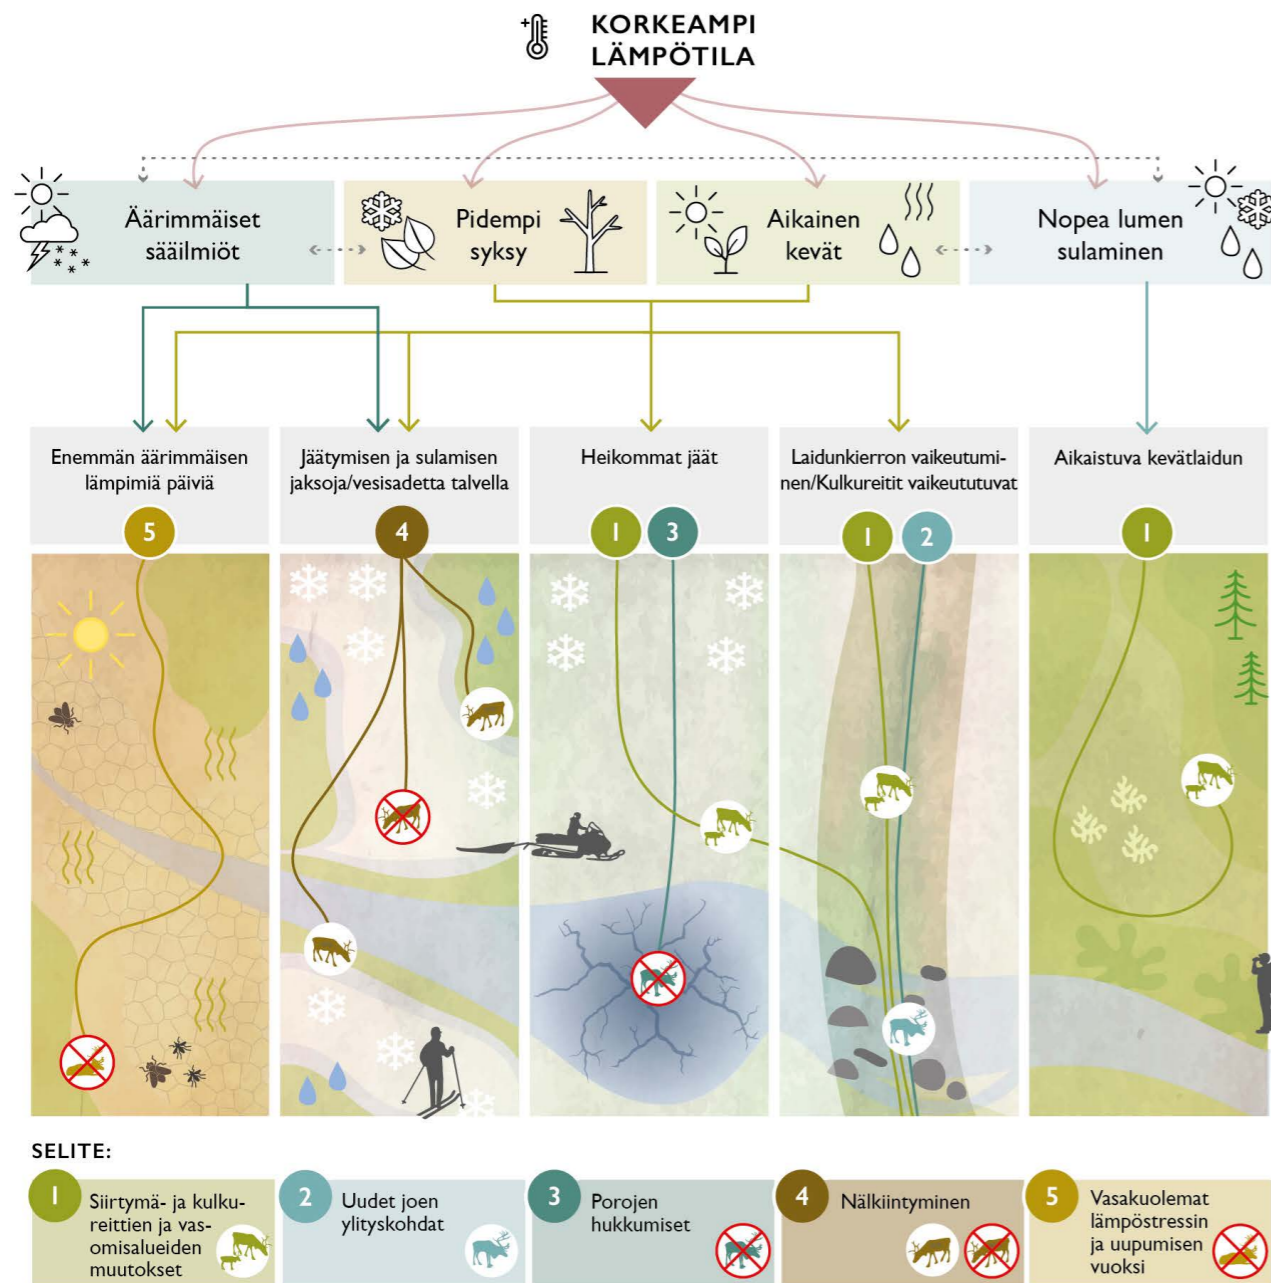 +
KORKEAMPI
LÄMPÖTILA
Äärimmäiset
sääilmiöt
Pidempi
syksy
Aikainen
kevät
Nopea lumen
sulaminen
Enemmän äärimmäisen
lämpimiä päiviä
5
Jäätymisen ja sulamisen
jaksoja/vesisadetta talvella
4
Heikommat jäät
1 3
Laidunkierron vaikeutumi-
nen/Kulkureitit vaikeututuvat
1 2
Aikaistuva kevätlaidun
1
SELITE:
1
Siirtymä- ja kulku-
reittien ja vas-
omisalueiden
muutokset
2
Uudet joen
ylityskohdat
3
Porojen
hukkumiset
4
Nälkiintyminen
5
Vasakuolemat
lämpöstressin
ja uupumisen
vuoksi